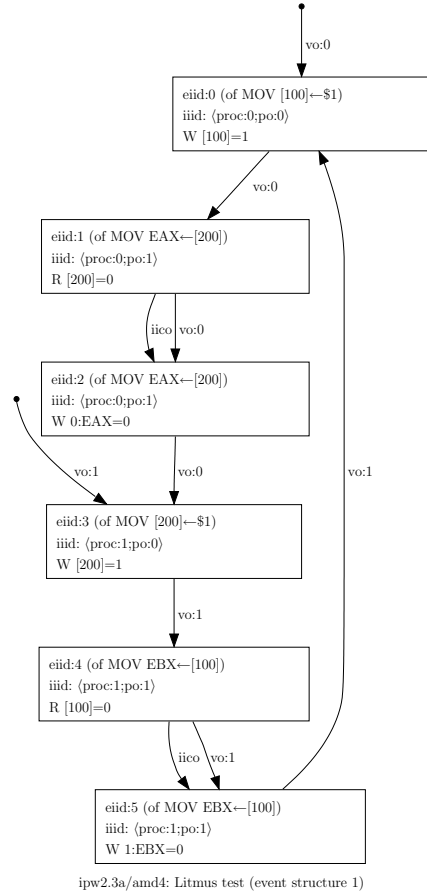 vo:0
eiid:0 (of MOV [100]←$1)
iiid: ⟨proc:0;po:0⟩
W [100]=1
vo:0
eiid:1 (of MOV EAX←[200])
iiid: ⟨proc:0;po:1⟩
R [200]=0
iico vo:0
eiid:2 (of MOV EAX←[200])
iiid: ⟨proc:0;po:1⟩
W 0:EAX=0
vo:1 vo:0 vo:1
eiid:3 (of MOV [200]←$1)
iiid: ⟨proc:1;po:0⟩
W [200]=1
vo:1
eiid:4 (of MOV EBX←[100])
iiid: ⟨proc:1;po:1⟩
R [100]=0
iico vo:1
eiid:5 (of MOV EBX←[100])
iiid: ⟨proc:1;po:1⟩
W 1:EBX=0
ipw2.3a/amd4: Litmus test (event structure 1)